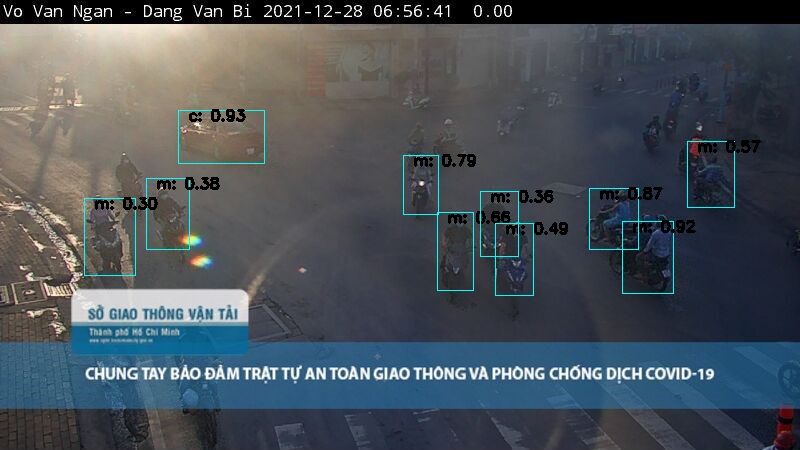 Vo Van Ngan - Dang Van Bi 2021-12-28 06:56:41 0.00
c: 0.93
m: 0.79
m: 0.57
m: 0.38
m: 0.30
m: 0.36
m: 0.87
m: 0.66
m: 0.49
m: 0.92
SỞ GIAO THÔNG VẬN TẢI
Thành phố Hồ Chí Minh
CHUNG TAY BẢO ĐẢM TRẬT TỰ AN TOÀN GIAO THÔNG VÀ PHÒNG CHỐNG DỊCH COVID-19